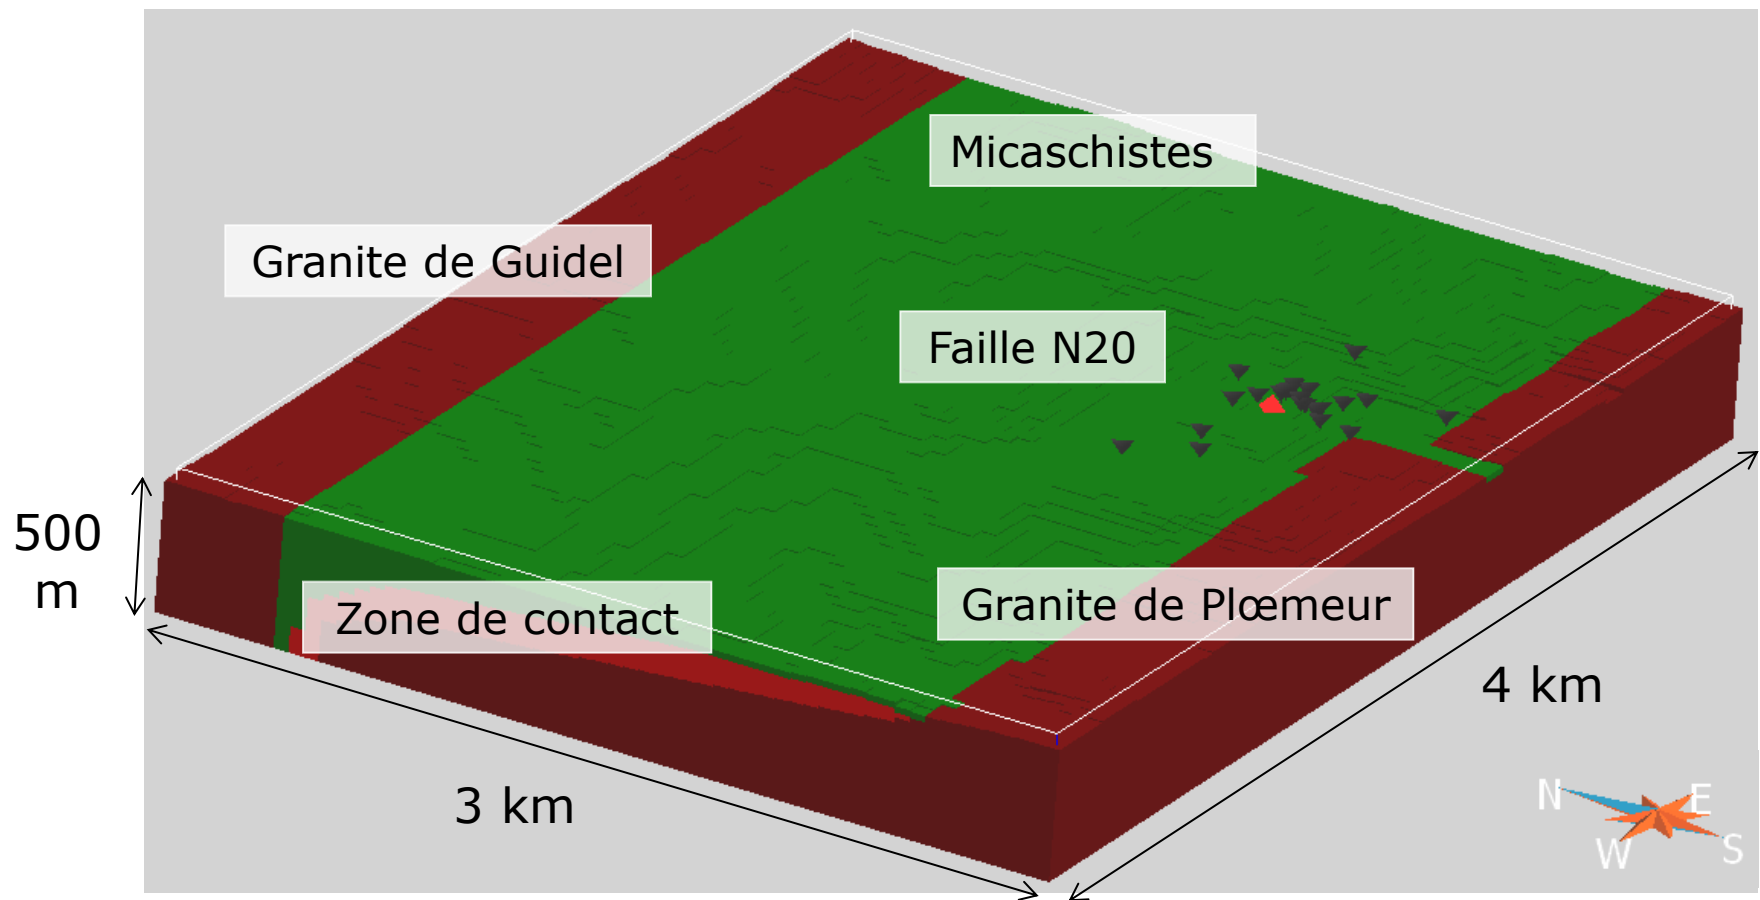 Micaschistes
Granite de Guidel
Faille N20
500
m
Zone de contact
Granite de Plœmeur
4 km
3 km
N
E
W
S